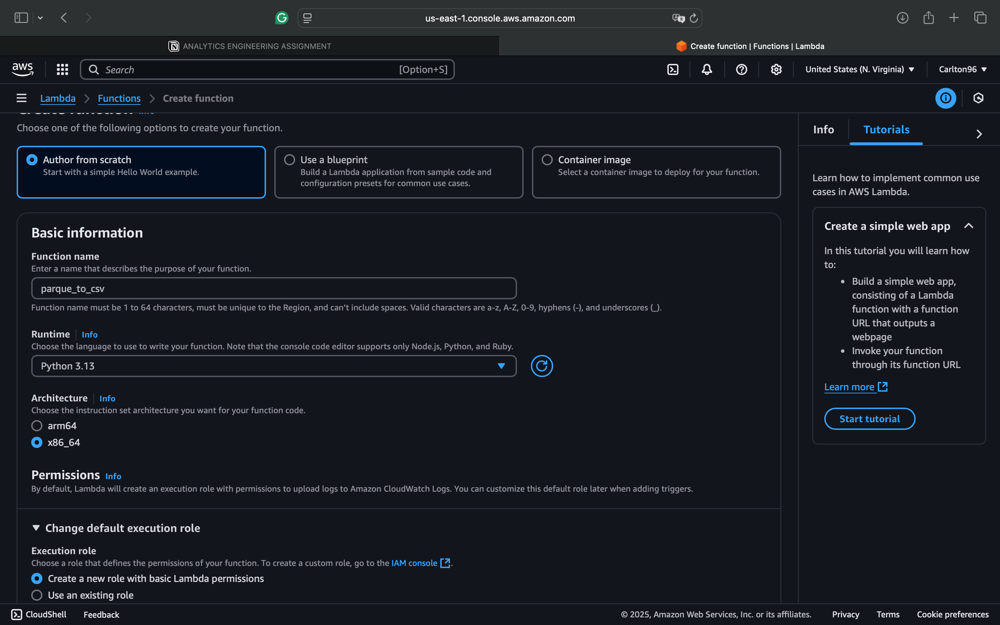 us-east-1.console.aws.amazon.com
ANALYTICS ENGINEERING ASSIGNMENT
Create function | Functions | Lambda
aws
Search
[Option+S]
United States (N. Virginia)
Carlton96
Lambda
Functions
Create function
Create function Info
Choose one of the following options to create your function.
Author from scratch
Start with a simple Hello World example.
Use a blueprint
Build a Lambda application from sample code and
configuration presets for common use cases.
Container image
Select a container image to deploy for your function.
Basic information
Function name
Enter a name that describes the purpose of your function.
parque_to_csv
Function name must be 1 to 64 characters, must be unique to the Region, and can’t include spaces. Valid characters are a-z, A-Z, 0-9, hyphens (-), and underscores (_).
Runtime Info
Choose the language to use to write your function. Note that the console code editor supports only Node.js, Python, and Ruby.
Python 3.13
Architecture Info
Choose the instruction set architecture you want for your function code.
arm64
x86_64
Permissions Info
By default, Lambda will create an execution role with permissions to upload logs to Amazon CloudWatch Logs. You can customize this default role later when adding triggers.
Change default execution role
Execution role
Choose a role that defines the permissions of your function. To create a custom role, go to the IAM console.
Create a new role with basic Lambda permissions
Use an existing role
Info
Tutorials
Learn how to implement common use
cases in AWS Lambda.
Create a simple web app
In this tutorial you will learn how
to:
• Build a simple web app,
consisting of a Lambda
function with a function
URL that outputs a
webpage
• Invoke your function
through its function URL
Learn more
Start tutorial
CloudShell
Feedback
© 2025, Amazon Web Services, Inc. or its affiliates.
Privacy
Terms
Cookie preferences